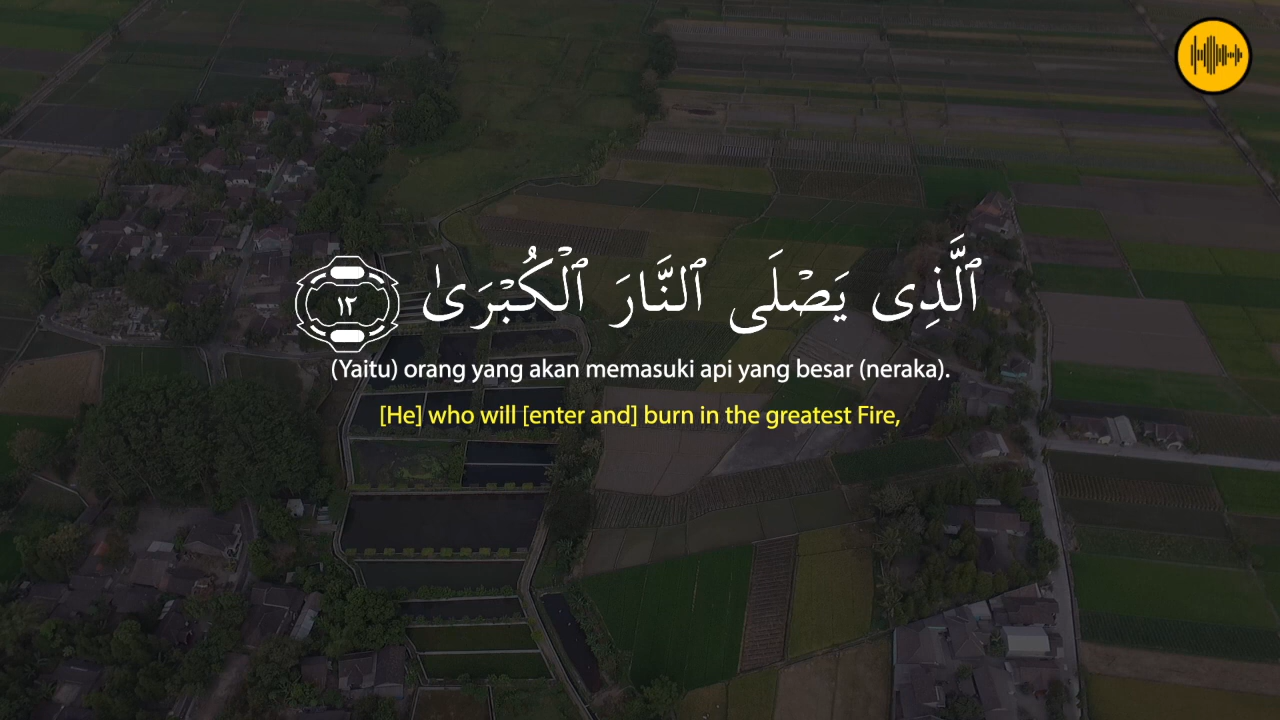 ٱلَّذِى يَصْلَى ٱلنَّارَ ٱلْكُبْرَىٰ ١٢
(Yaitu) orang yang akan memasuki api yang besar (neraka).
[He] who will [enter and] burn in the greatest Fire,